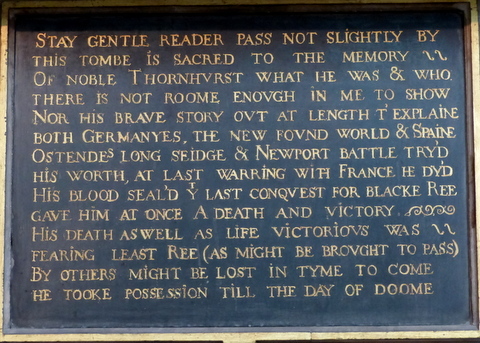 STAY GENTLE READER PASS NOT SLIGHTLY BY
THIS TOMBE IS SACRED TO THE MEMORY
OF NOBLE THORNHVRST WHAT HE WAS & WHO
THERE IS NOT ROOME ENOVGH IN ME TO SHOW
NOR HIS BRAVE STORY OVT AT LENGTH T'EXPLAINE
BOTH GERMANYES, THE NEW FOVND WORLD & SPAINE
OSTENDES LONG SEIDGE & NEWPORT BATTLE TRY'D
HIS WORTH, AT LAST WARRING WITH FRANCE HE DY'D
HIS BLOOD SEAL'D Yᵀ LAST CONQVEST FOR BLACKE REE
GAVE HIM AT ONCE A DEATH AND VICTORY.
HIS DEATH ASWELL AS LIFE VICTORIOVS WAS
FEARING LEAST REE (AS MIGHT BE BROVGHT TO PASS)
BY OTHERS MIGHT BE LOST IN TYME TO COME
HE TOOKE POSSESSION TILL THE DAY OF DOOME